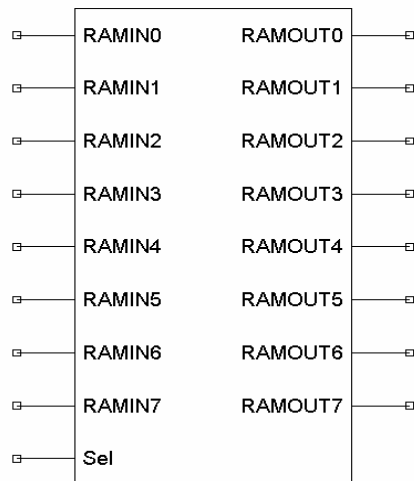 RAMIN0 RAMOUT0
RAMIN1 RAMOUT1
RAMIN2 RAMOUT2
RAMIN3 RAMOUT3
RAMIN4 RAMOUT4
RAMIN5 RAMOUT5
RAMIN6 RAMOUT6
RAMIN7 RAMOUT7
Sel